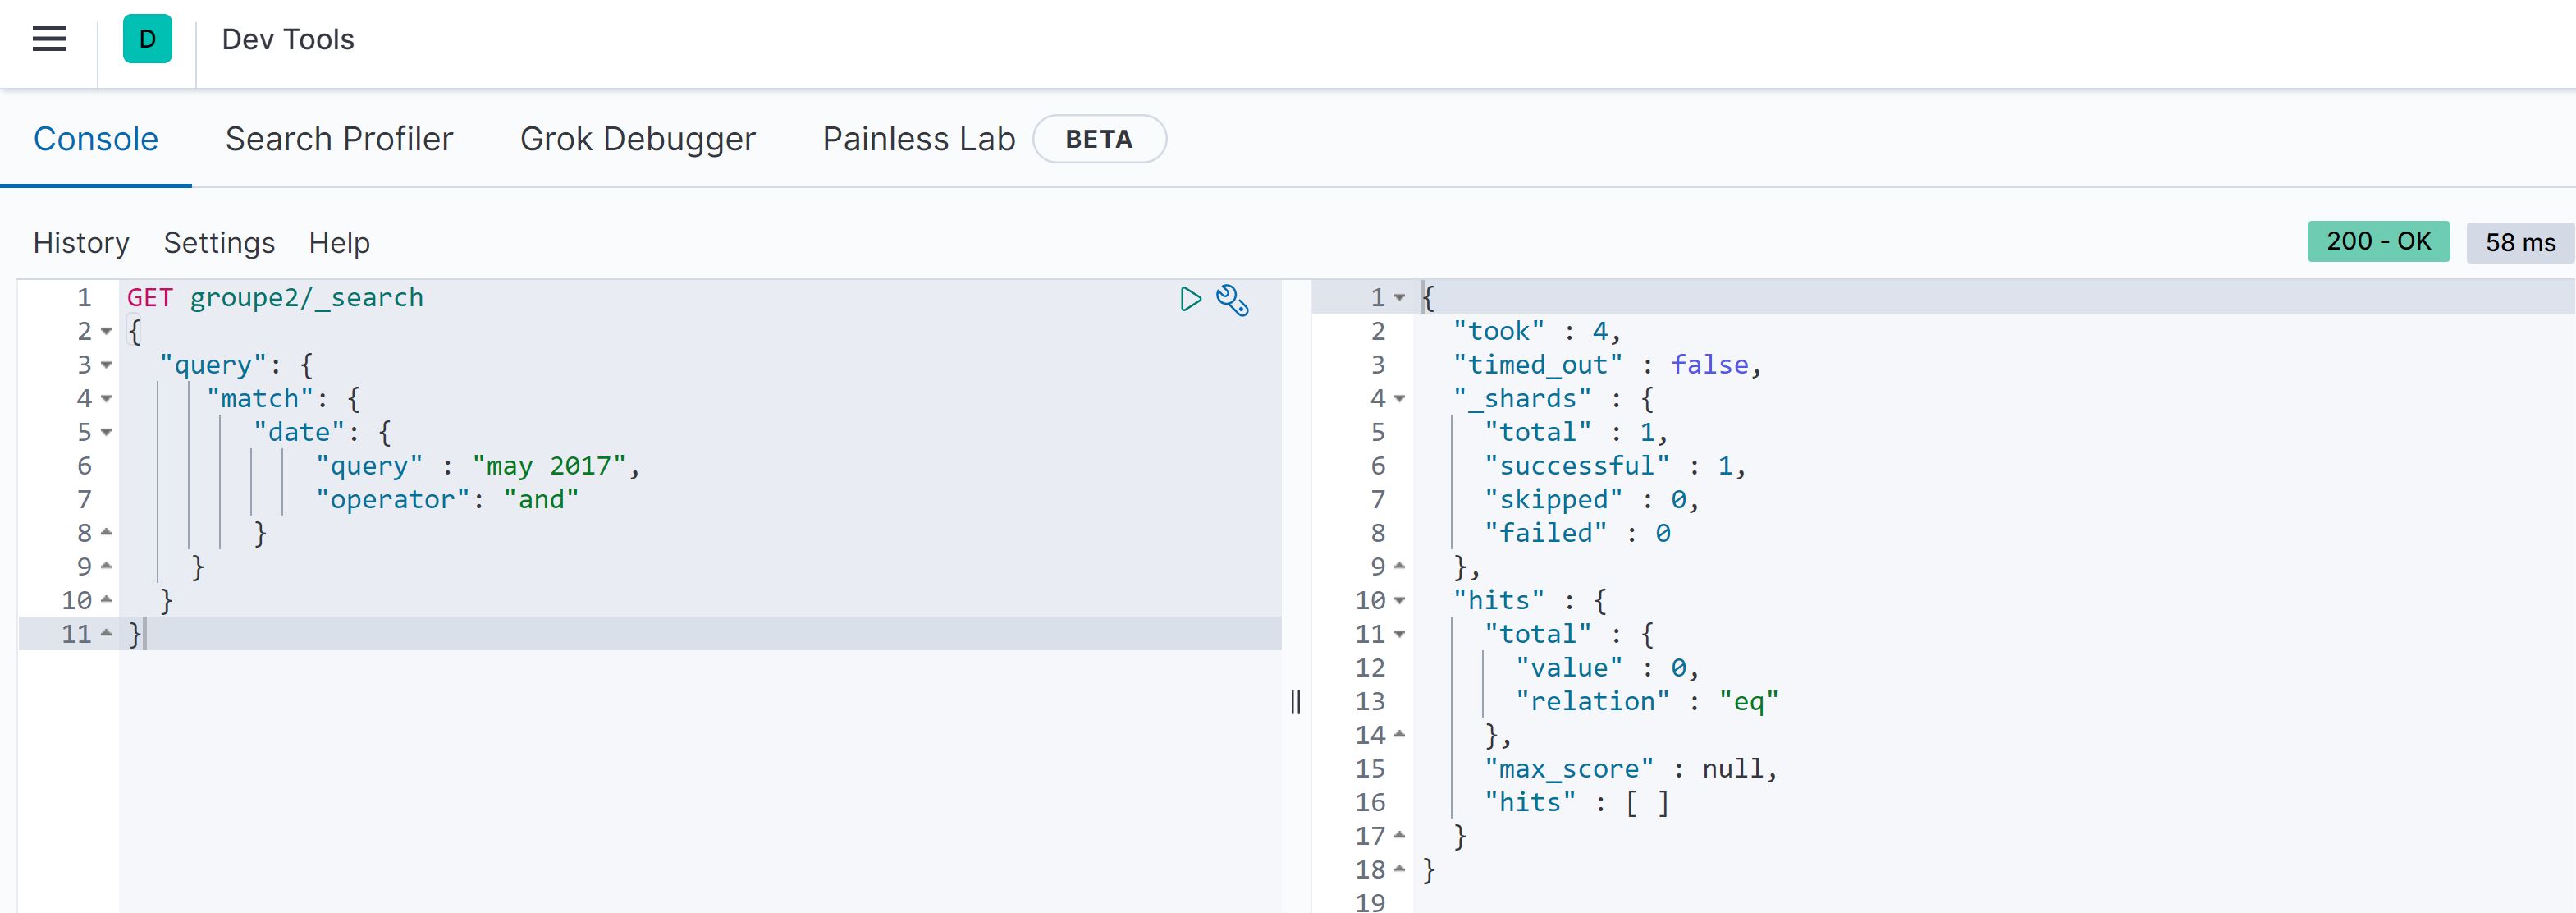 D Dev Tools
Console Search Profiler Grok Debugger Painless Lab BETA
History Settings Help 200 - OK 58 ms
1 GET groupe2/_search
2 {
3 "query": {
4 "match": {
5 "date": {
6 "query" : "may 2017",
7 "operator": "and"
8 }
9 }
10 }
11 }
1 {
2 "took" : 4,
3 "timed_out" : false,
4 "_shards" : {
5 "total" : 1,
6 "successful" : 1,
7 "skipped" : 0,
8 "failed" : 0
9 },
10 "hits" : {
11 "total" : {
12 "value" : 0,
13 "relation" : "eq"
14 },
15 "max_score" : null,
16 "hits" : [ ]
17 }
18 }
19